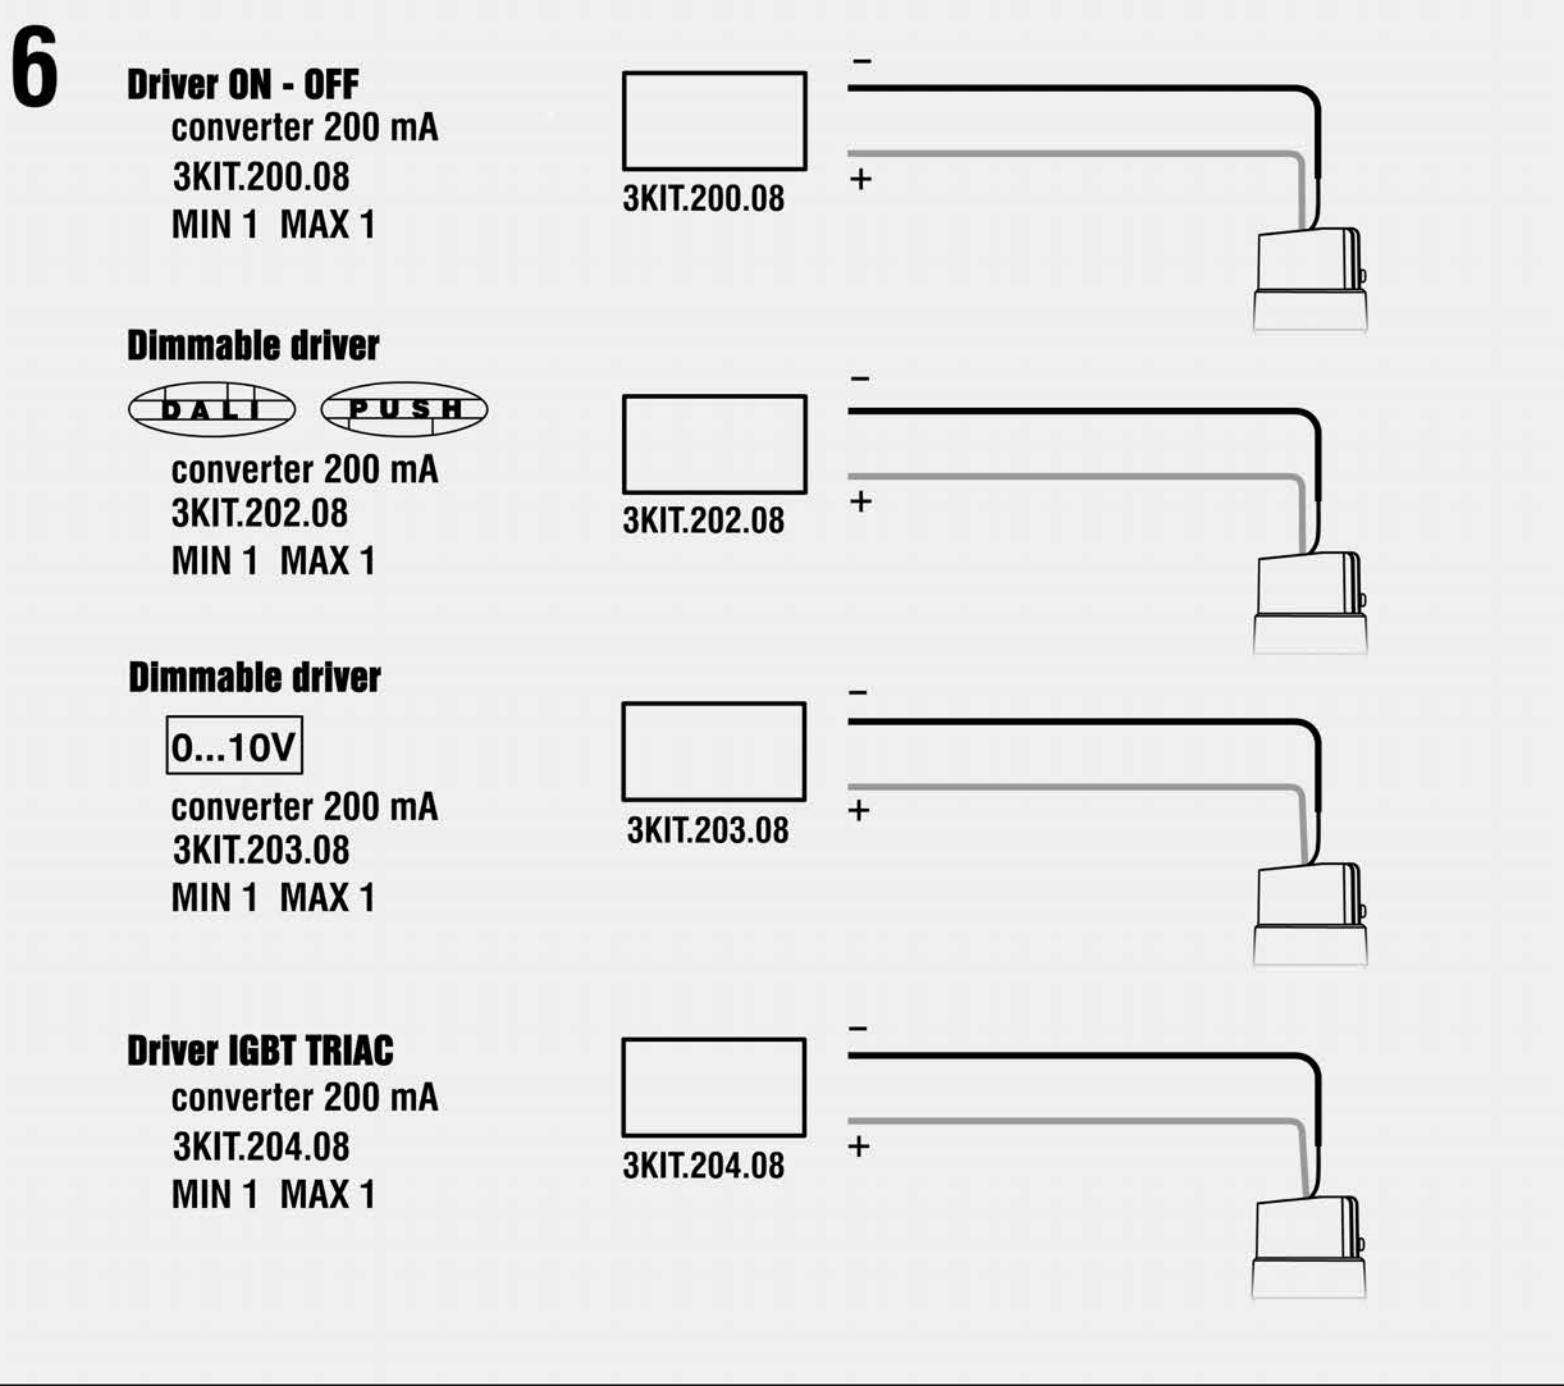 6
Driver ON - OFF
converter 200 mA
3KIT.200.08
MIN 1 MAX 1
3KIT.200.08
–
+
Dimmable driver
DALI PUSH
converter 200 mA
3KIT.202.08
MIN 1 MAX 1
3KIT.202.08
–
+
Dimmable driver
0...10V
converter 200 mA
3KIT.203.08
MIN 1 MAX 1
3KIT.203.08
–
+
Driver IGBT TRIAC
converter 200 mA
3KIT.204.08
MIN 1 MAX 1
3KIT.204.08
–
+